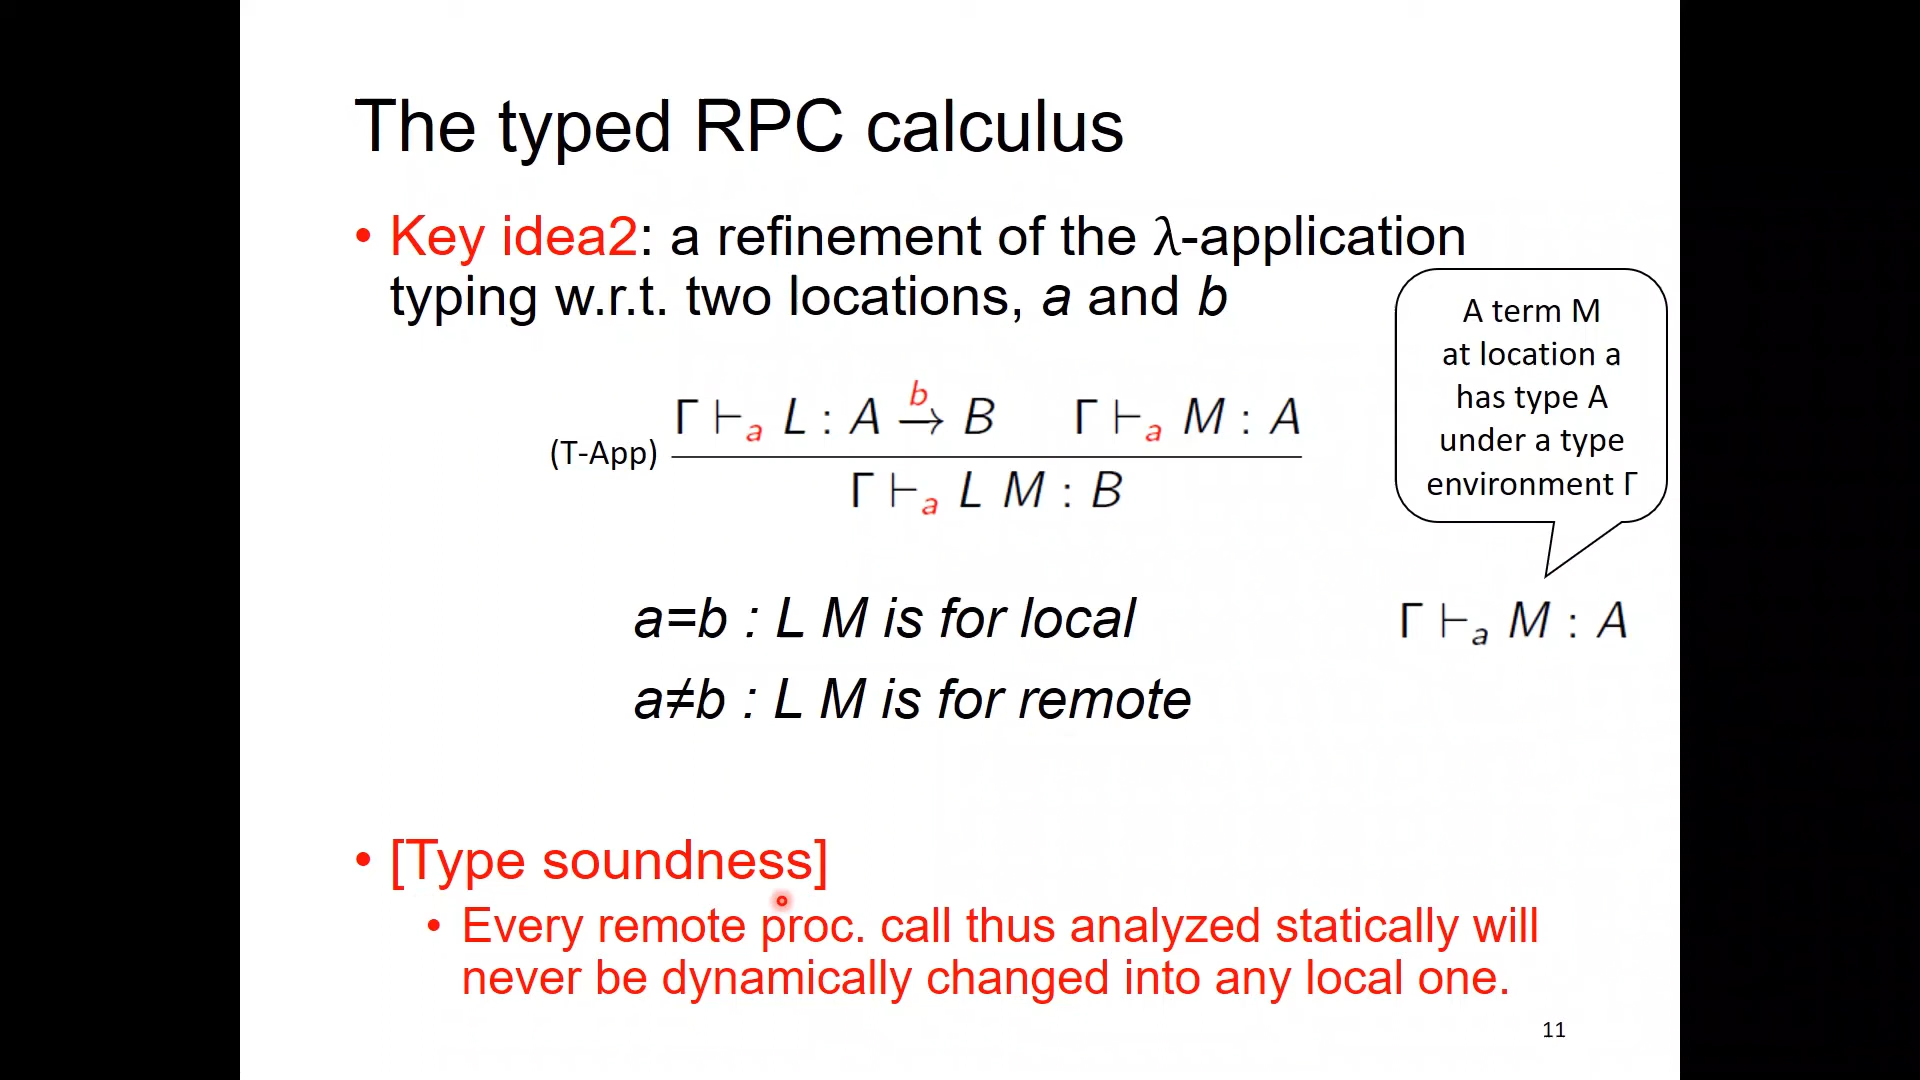 The typed RPC calculus
• Key idea2: a refinement of the λ-application
typing w.r.t. two locations, a and b
A term M
at location a
has type A
under a type
environment Γ
(T-App)
Γ ⊢a L : A →b B    Γ ⊢a M : A
Γ ⊢a L M : B
a=b : L M is for local
Γ ⊢a M : A
a≠b : L M is for remote
• [Type soundness]
• Every remote proc. call thus analyzed statically will
never be dynamically changed into any local one.
11